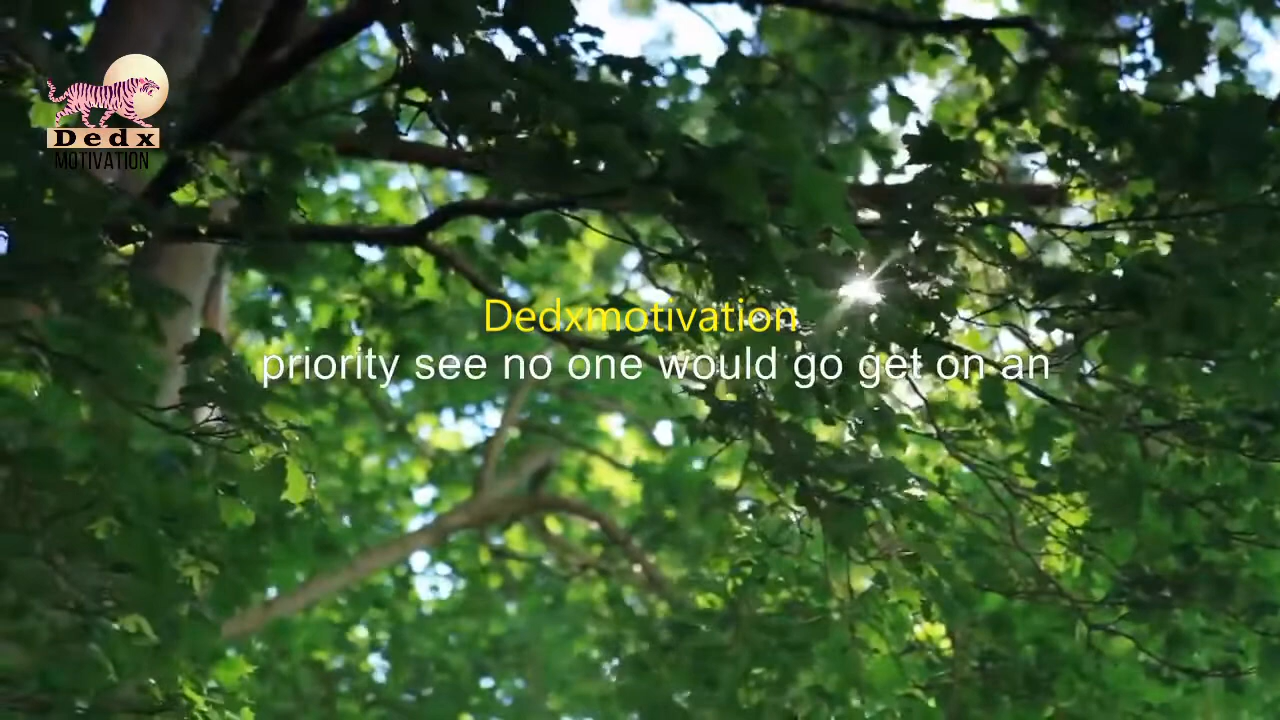 Dedx
MOTIVATION
Dedxmotivation
priority see no one would go get on an